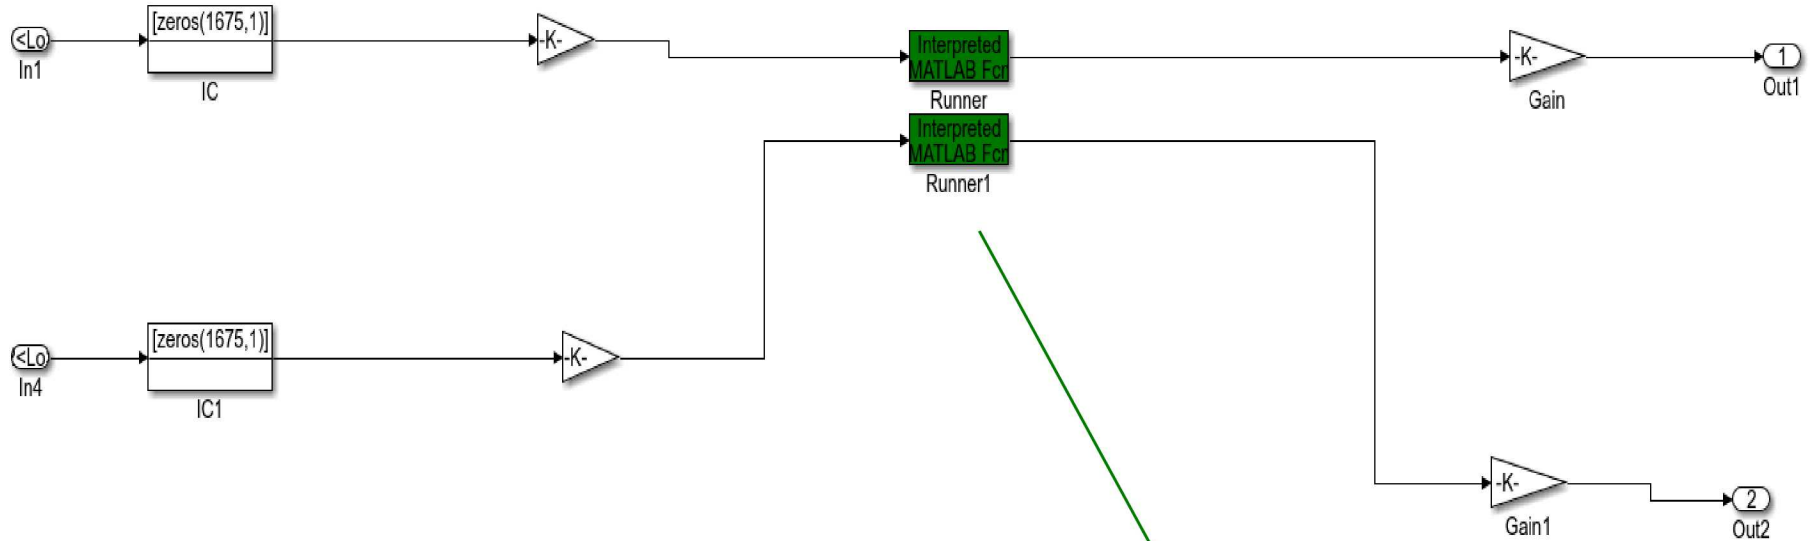 [zeros(1675,1)]
<Lo
In1
IC
-K-
Interpreted
MATLAB Fcn
Runner
-K-
Gain
1
Out1
Interpreted
MATLAB Fcn
Runner1
[zeros(1675,1)]
<Lo
In4
IC1
-K-
-K-
Gain1
2
Out2